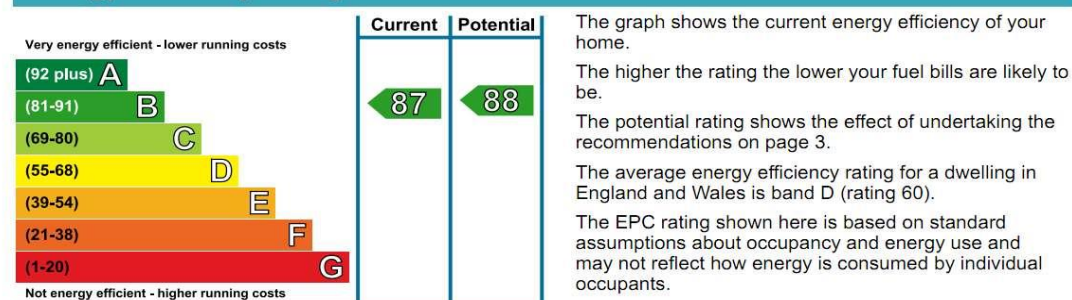 Current Potential
Very energy efficient - lower running costs
(92 plus) A
(81-91) B
(69-80) C
(55-68) D
(39-54) E
(21-38) F
(1-20) G
Not energy efficient - higher running costs
87 88
The graph shows the current energy efficiency of your
home.
The higher the rating the lower your fuel bills are likely to
be.
The potential rating shows the effect of undertaking the
recommendations on page 3.
The average energy efficiency rating for a dwelling in
England and Wales is band D (rating 60).
The EPC rating shown here is based on standard
assumptions about occupancy and energy use and
may not reflect how energy is consumed by individual
occupants.